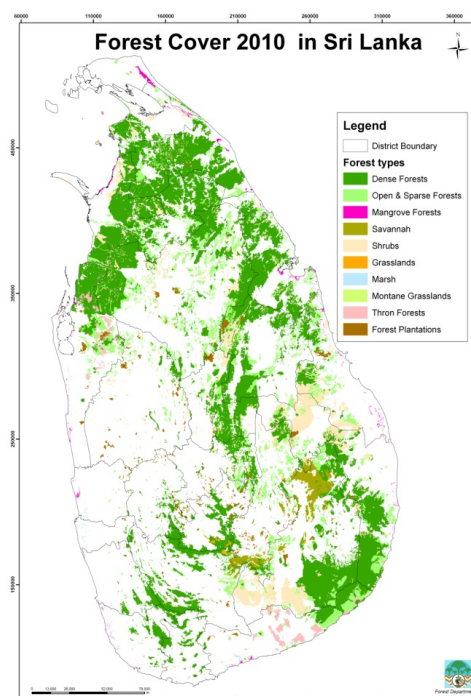 60000 110000 160000 210000 260000 310000 360000
Forest Cover 2010 in Sri Lanka
N
Legend
District Boundary
Forest types
Dense Forests
Open & Sparse Forests
Mangrove Forests
Savannah
Shrubs
Grasslands
Marsh
Montane Grasslands
Thron Forests
Forest Plantations
450000
350000
250000
150000
Forest Department